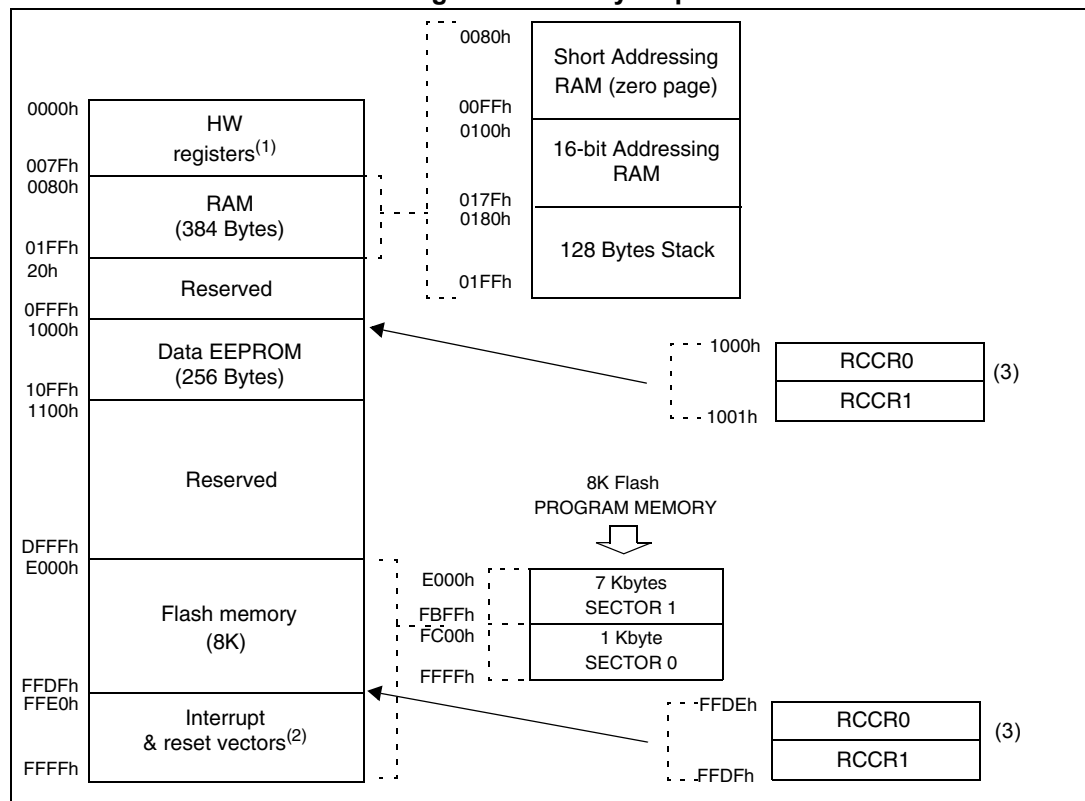 0000h
HW
registers(1)
007Fh
0080h
RAM
(384 Bytes)
01FFh
20h
Reserved
0FFFh
1000h
Data EEPROM
(256 Bytes)
10FFh
1100h
Reserved
DFFFh
E000h
Flash memory
(8K)
FFDFh
FFE0h
Interrupt
& reset vectors(2)
FFFFh
0080h
Short Addressing
RAM (zero page)
00FFh
0100h
16-bit Addressing
RAM
017Fh
0180h
128 Bytes Stack
01FFh
1000h
RCCR0
RCCR1
1001h
(3)
8K Flash
PROGRAM MEMORY
E000h
7 Kbytes
SECTOR 1
FBFFh
FC00h
1 Kbyte
SECTOR 0
FFFFh
FFDEh
RCCR0
RCCR1
FFDFh
(3)